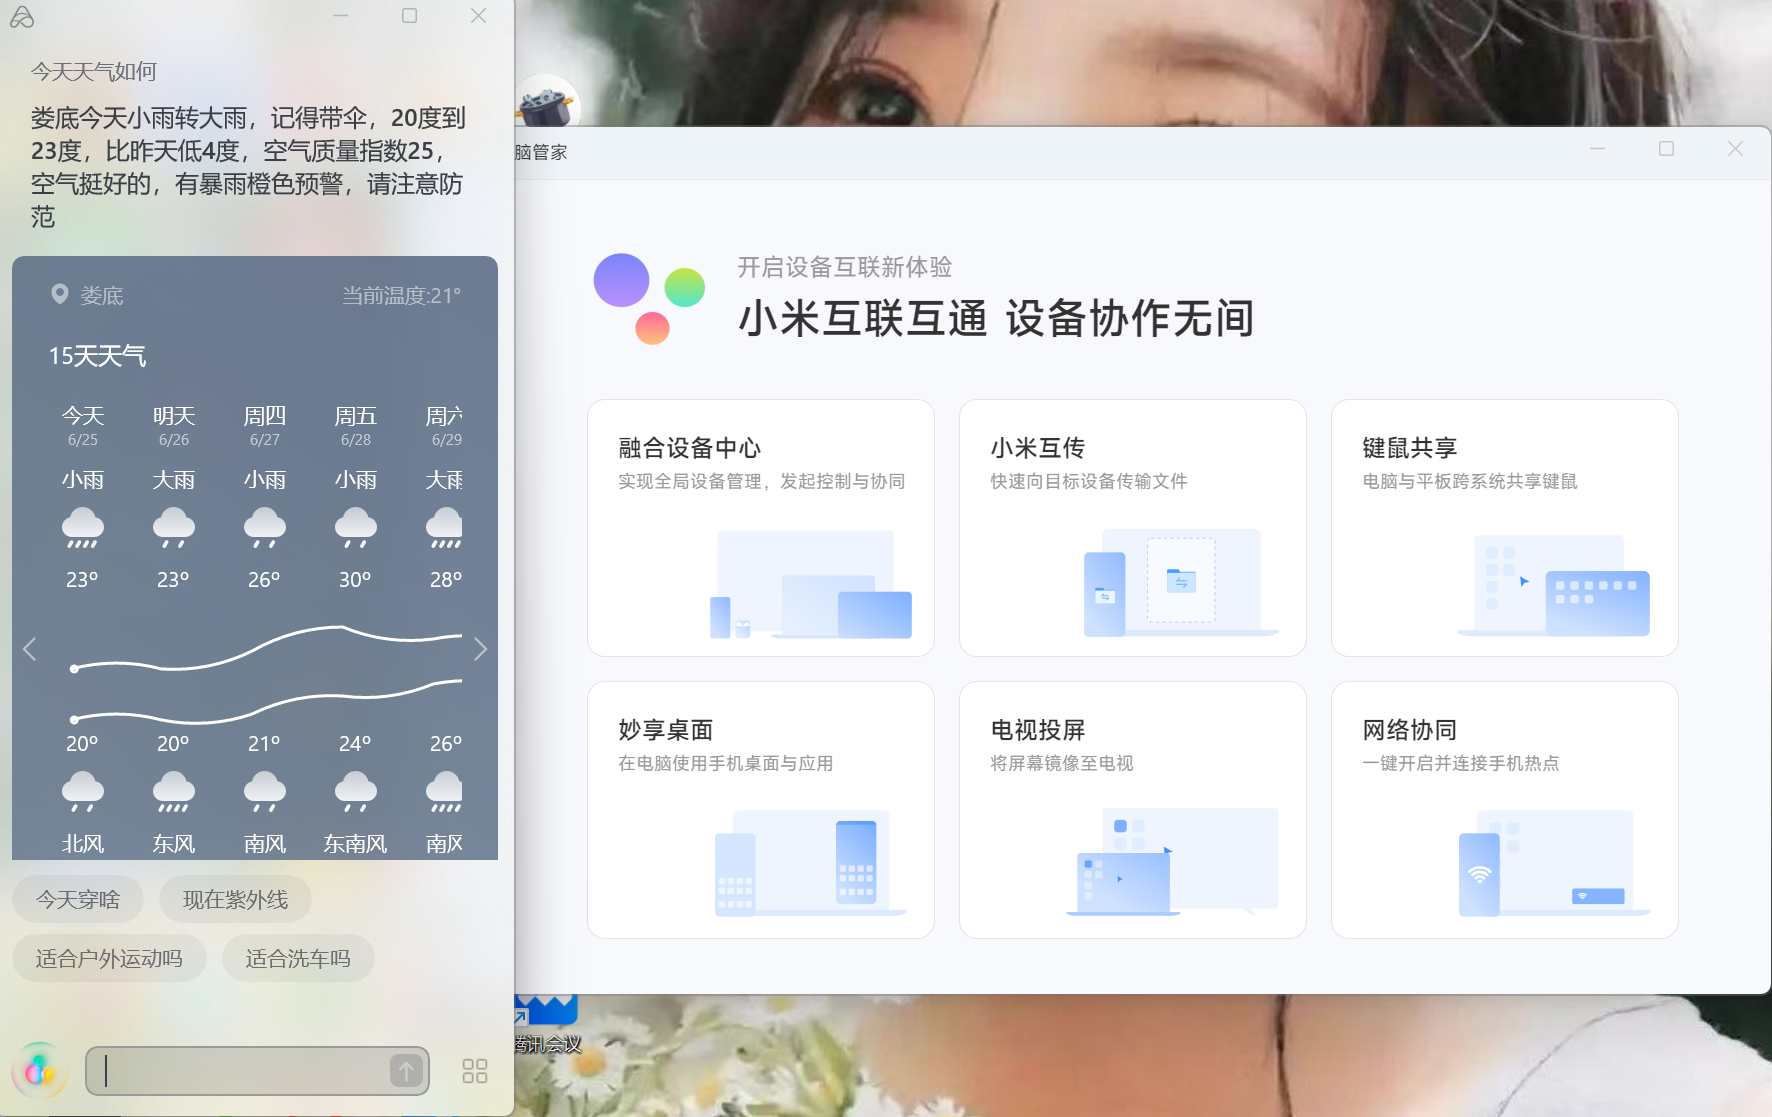 今天天气如何
娄底今天小雨转大雨，记得带伞，20度到
23度，比昨天低4度，空气质量指数25，
空气挺好的，有暴雨橙色预警，请注意防
范
娄底
当前温度:21°
15天天气
今天 明天 周四 周五 周六
6/25 6/26 6/27 6/28 6/29
小雨 大雨 小雨 小雨 大雨
23° 23° 26° 30° 28°
20° 20° 21° 24° 26°
北风 东风 南风 东南风 南风
今天穿啥 现在紫外线
适合户外运动吗 适合洗车吗
脑管家
开启设备互联新体验
小米互联互通 设备协作无间
融合设备中心
实现全局设备管理，发起控制与协同
小米互传
快速向目标设备传输文件
键鼠共享
电脑与平板跨系统共享键鼠
妙享桌面
在电脑使用手机桌面与应用
电视投屏
将屏幕镜像至电视
网络协同
一键开启并连接手机热点
腾讯会议